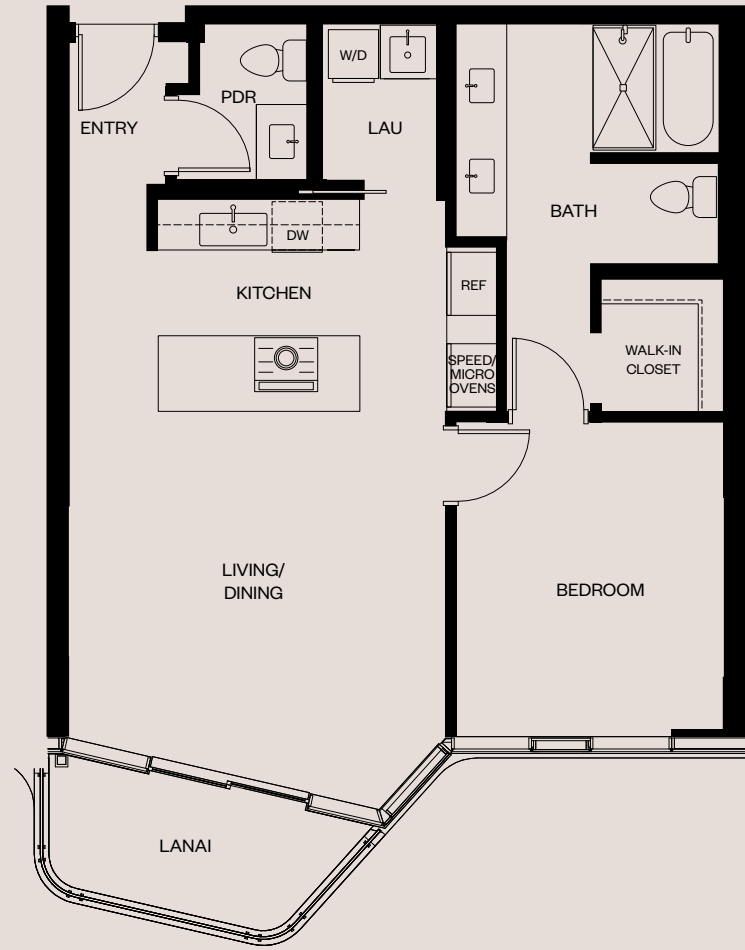 W/D
PDR
ENTRY
LAU
BATH
DW
KITCHEN
REF
SPEED/
MICRO
OVENS
WALK-IN
CLOSET
LIVING/
DINING
BEDROOM
LANAI